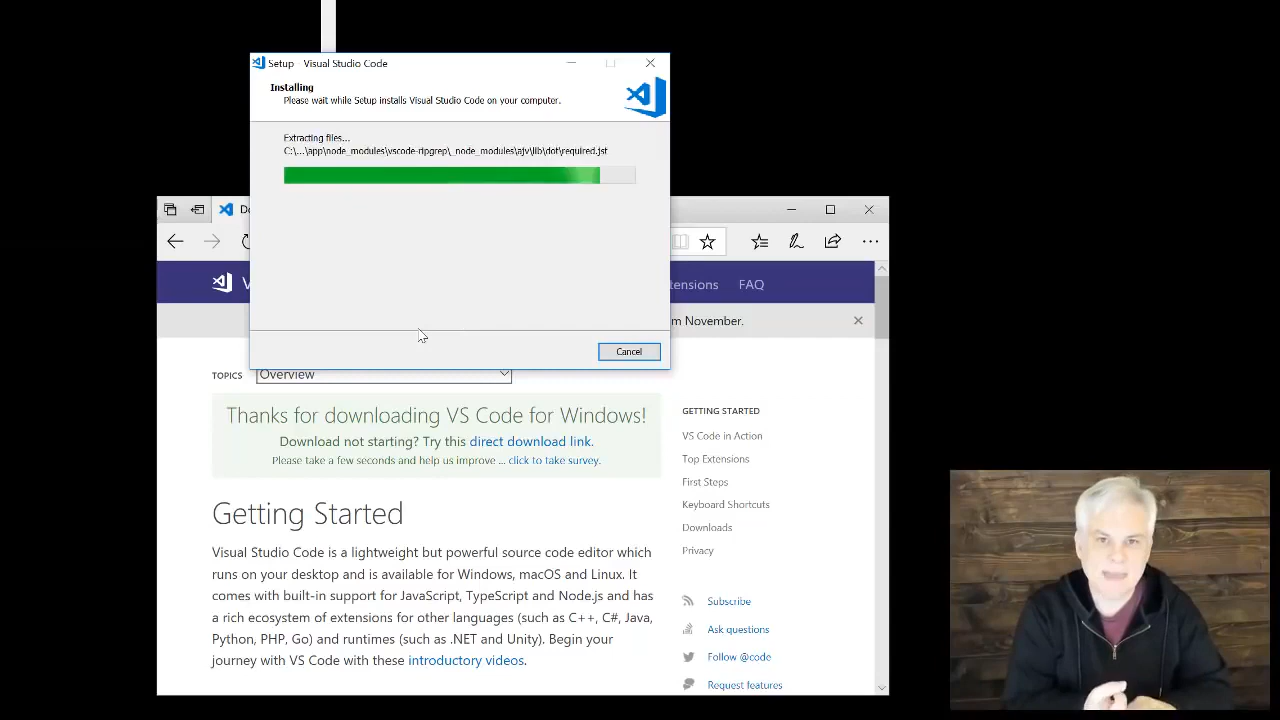 Setup - Visual Studio Code
Installing
Please wait while Setup installs Visual Studio Code on your computer.
Extracting files...
C:\...\app\node_modules\vscode-ripgrep\_node_modules\ajv\lib\dot\required.jst
Cancel
FAQ
m November.
TOPICS
Overview
Thanks for downloading VS Code for Windows!
Download not starting? Try this direct download link.
Please take a few seconds and help us improve ... click to take survey.
Getting Started
Visual Studio Code is a lightweight but powerful source code editor which
runs on your desktop and is available for Windows, macOS and Linux. It
comes with built-in support for JavaScript, TypeScript and Node.js and has
a rich ecosystem of extensions for other languages (such as C++, C#, Java,
Python, PHP, Go) and runtimes (such as .NET and Unity). Begin your
journey with VS Code with these introductory videos.
GETTING STARTED
VS Code in Action
Top Extensions
First Steps
Keyboard Shortcuts
Downloads
Privacy
Subscribe
Ask questions
Follow @code
Request features